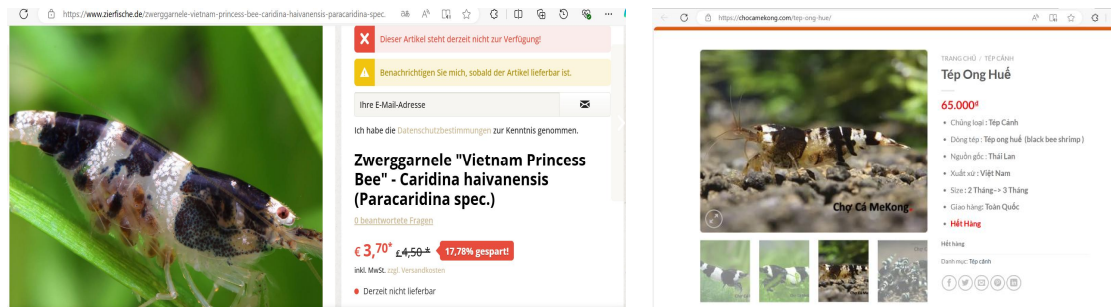 https://www.zierfische.de/zwerggarnele-vietnam-princess-bee-caridina-haivanensis-paracaridina-spec.
Dieser Artikel steht derzeit nicht zur Verfügung!
Benachrichtigen Sie mich, sobald der Artikel lieferbar ist.
Ihre E-Mail-Adresse
Ich habe die Datenschutzbestimmungen zur Kenntnis genommen.
Zwerggarnele "Vietnam Princess
Bee" - Caridina haivanensis
(Paracaridina spec.)
0 beantwortete Fragen
€ 3,70* £4,50 * 17,78% gespart!
inkl. MwSt. zzgl. Versandkosten
Derzeit nicht lieferbar
https://chocamekong.com/tep-ong-hue/
TRANG CHỦ / TÉP CẢNH
Tép Ong Huế
65.000₫
Chủng loại : Tép Cảnh
Dòng tép : Tép ong huế (black bee shrimp )
Nguồn gốc : Thái Lan
Xuất xứ : Việt Nam
Size : 2 Tháng–> 3 Tháng
Giao hàng: Toàn Quốc
Hết Hàng
Hết hàng
Danh mục: Tép cảnh
Chợ Cá MeKong